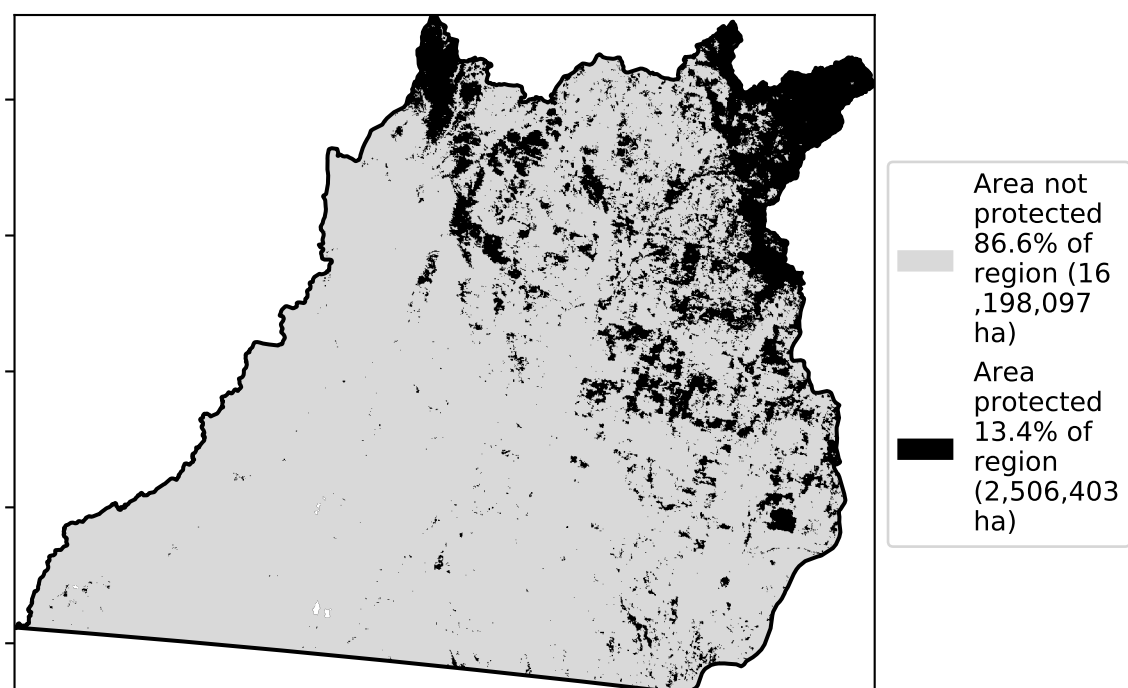 Area not
protected
86.6% of
region (16
,198,097
ha)
Area
protected
13.4% of
region
(2,506,403
ha)